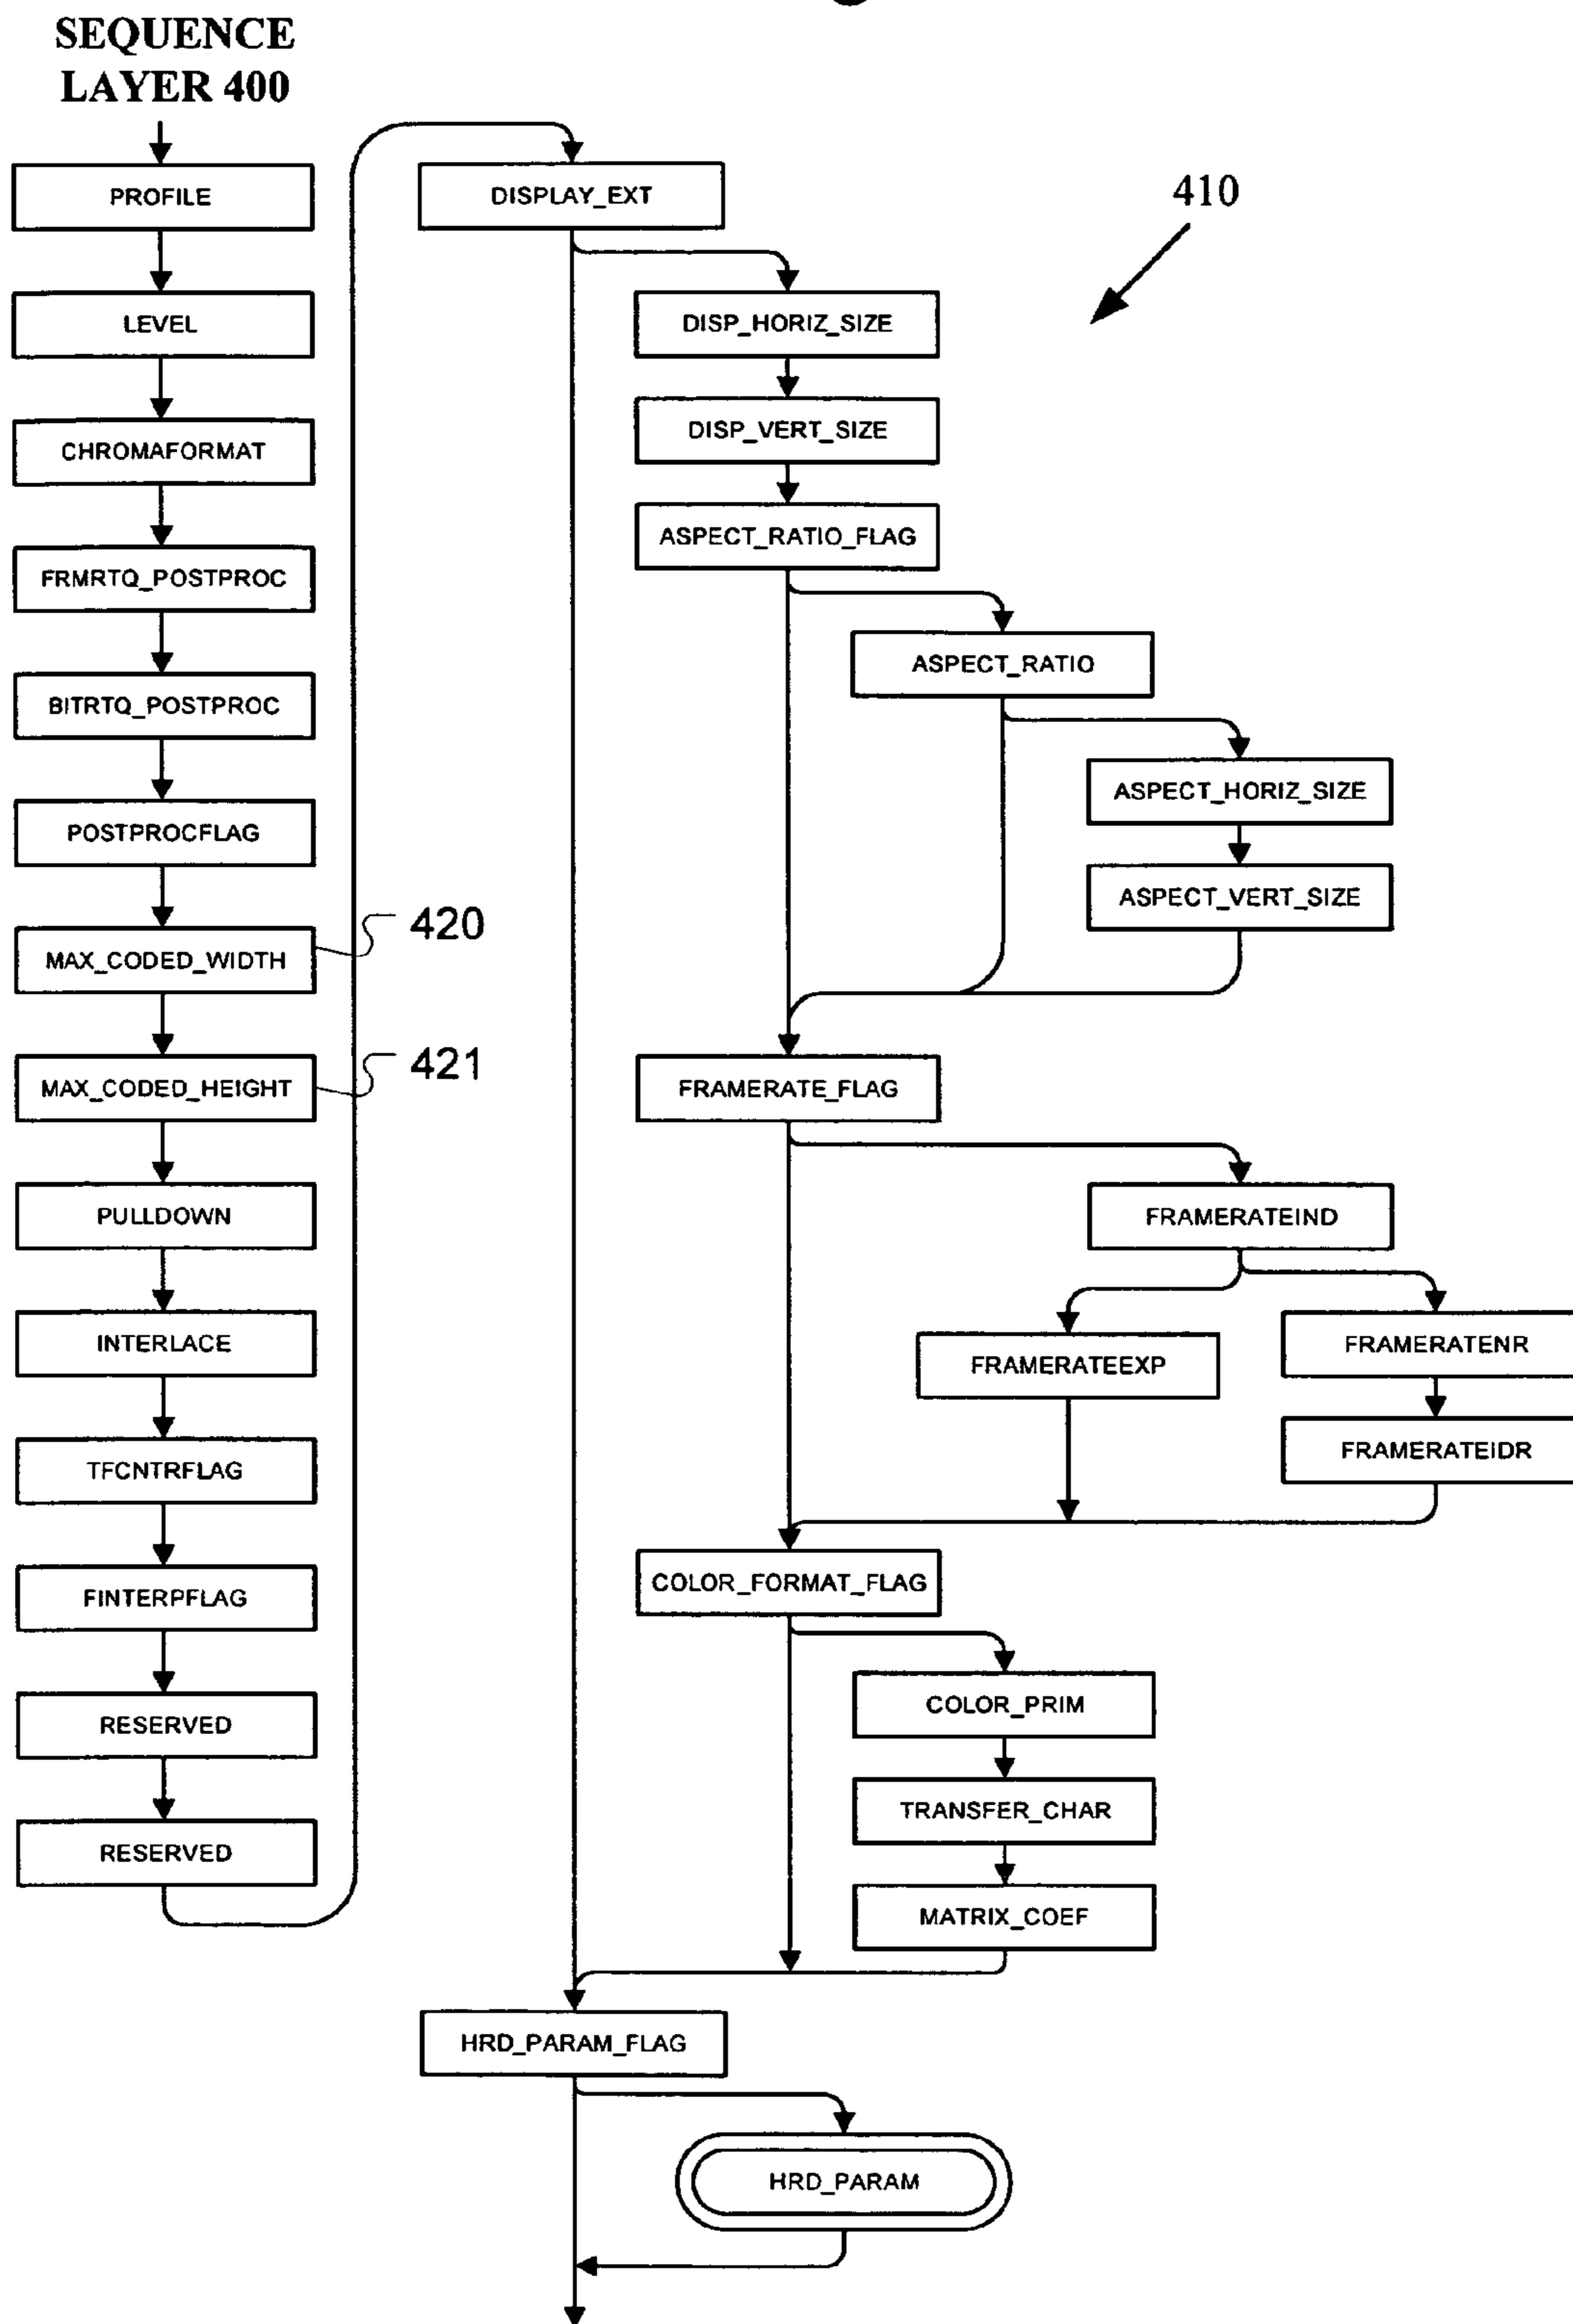 SEQUENCE
LAYER 400
PROFILE
LEVEL
CHROMAFORMAT
FRMRTQ_POSTPROC
BITRTQ_POSTPROC
POSTPROCFLAG
MAX_CODED_WIDTH
420
MAX_CODED_HEIGHT
421
PULLDOWN
INTERLACE
TFCNTRFLAG
FINTERPFLAG
RESERVED
RESERVED
DISPLAY_EXT
410
DISP_HORIZ_SIZE
DISP_VERT_SIZE
ASPECT_RATIO_FLAG
ASPECT_RATIO
ASPECT_HORIZ_SIZE
ASPECT_VERT_SIZE
FRAMERATE_FLAG
FRAMERATEIND
FRAMERATEEXP
FRAMERATENR
FRAMERATEIDR
COLOR_FORMAT_FLAG
COLOR_PRIM
TRANSFER_CHAR
MATRIX_COEF
HRD_PARAM_FLAG
HRD_PARAM